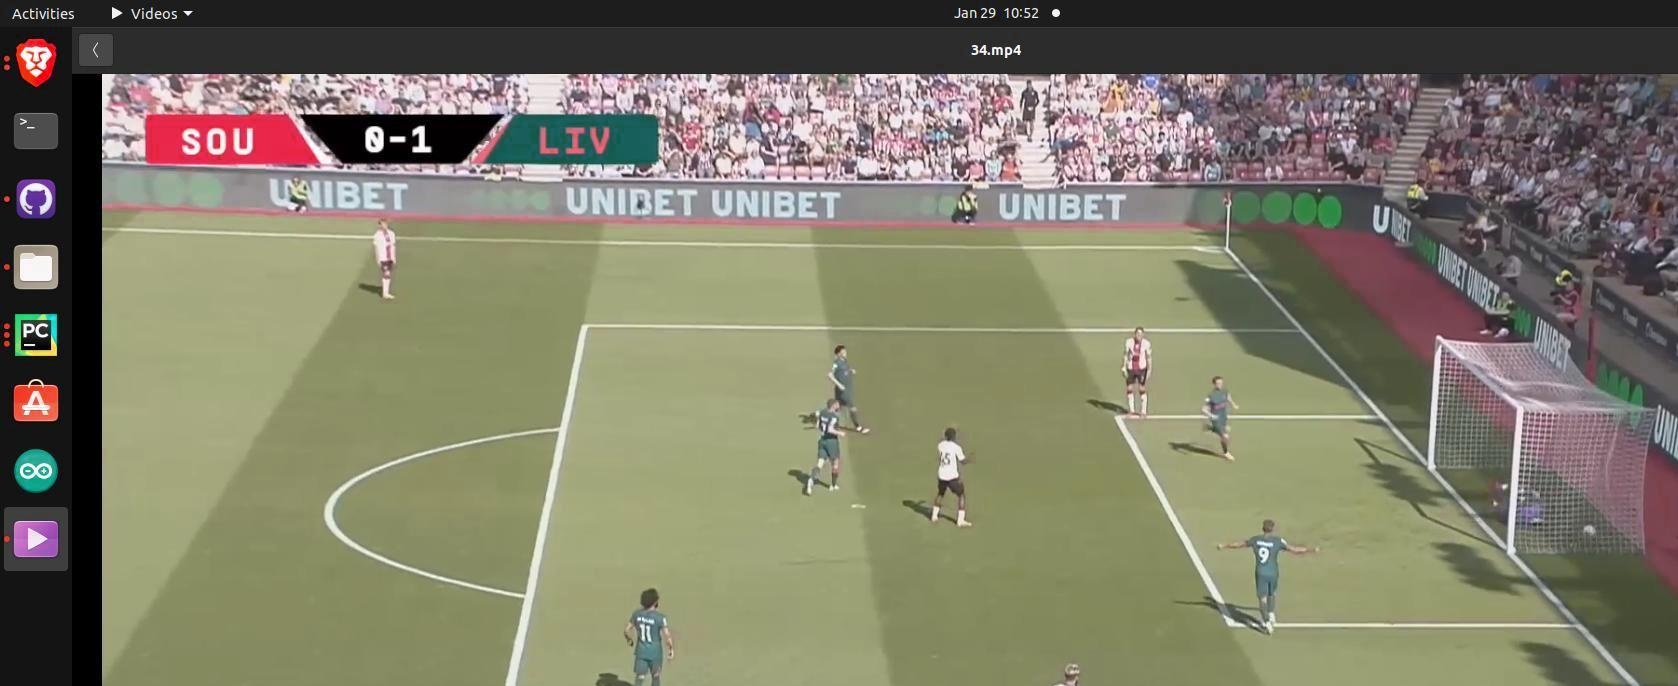 Activities
Videos
Jan 29 10:52
34.mp4
SOU 0-1 LIV
UNIBET UNIBET UNIBET UNIBET UNIBET
UNIBET UNIBET
UNIBET
>_
PC
9
11